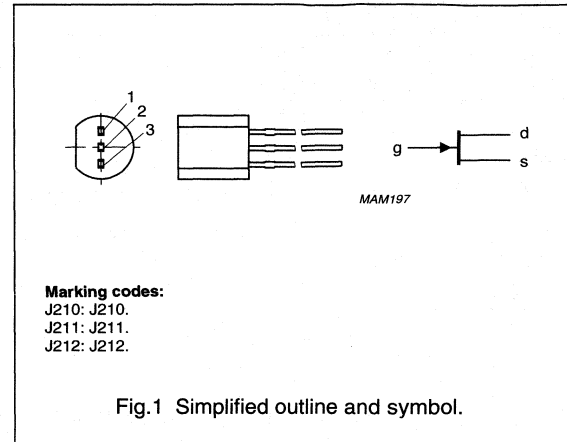 1
2
3
g
d
s
MAM197
Marking codes:
J210: J210.
J211: J211.
J212: J212.
Fig.1 Simplified outline and symbol.